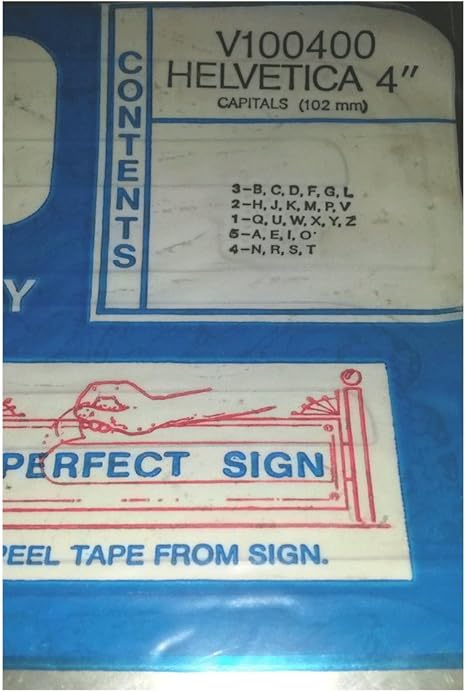 CONTENTS
V100400
HELVETICA 4"
CAPITALS (102 mm)
3-B, C, D, F, G, L
2-H, J, K, M, P, V
1-Q, U, W, X, Y, Z
5-A, E, I, O
4-N, R, S, T
Y
PERFECT SIGN
PEEL TAPE FROM SIGN.